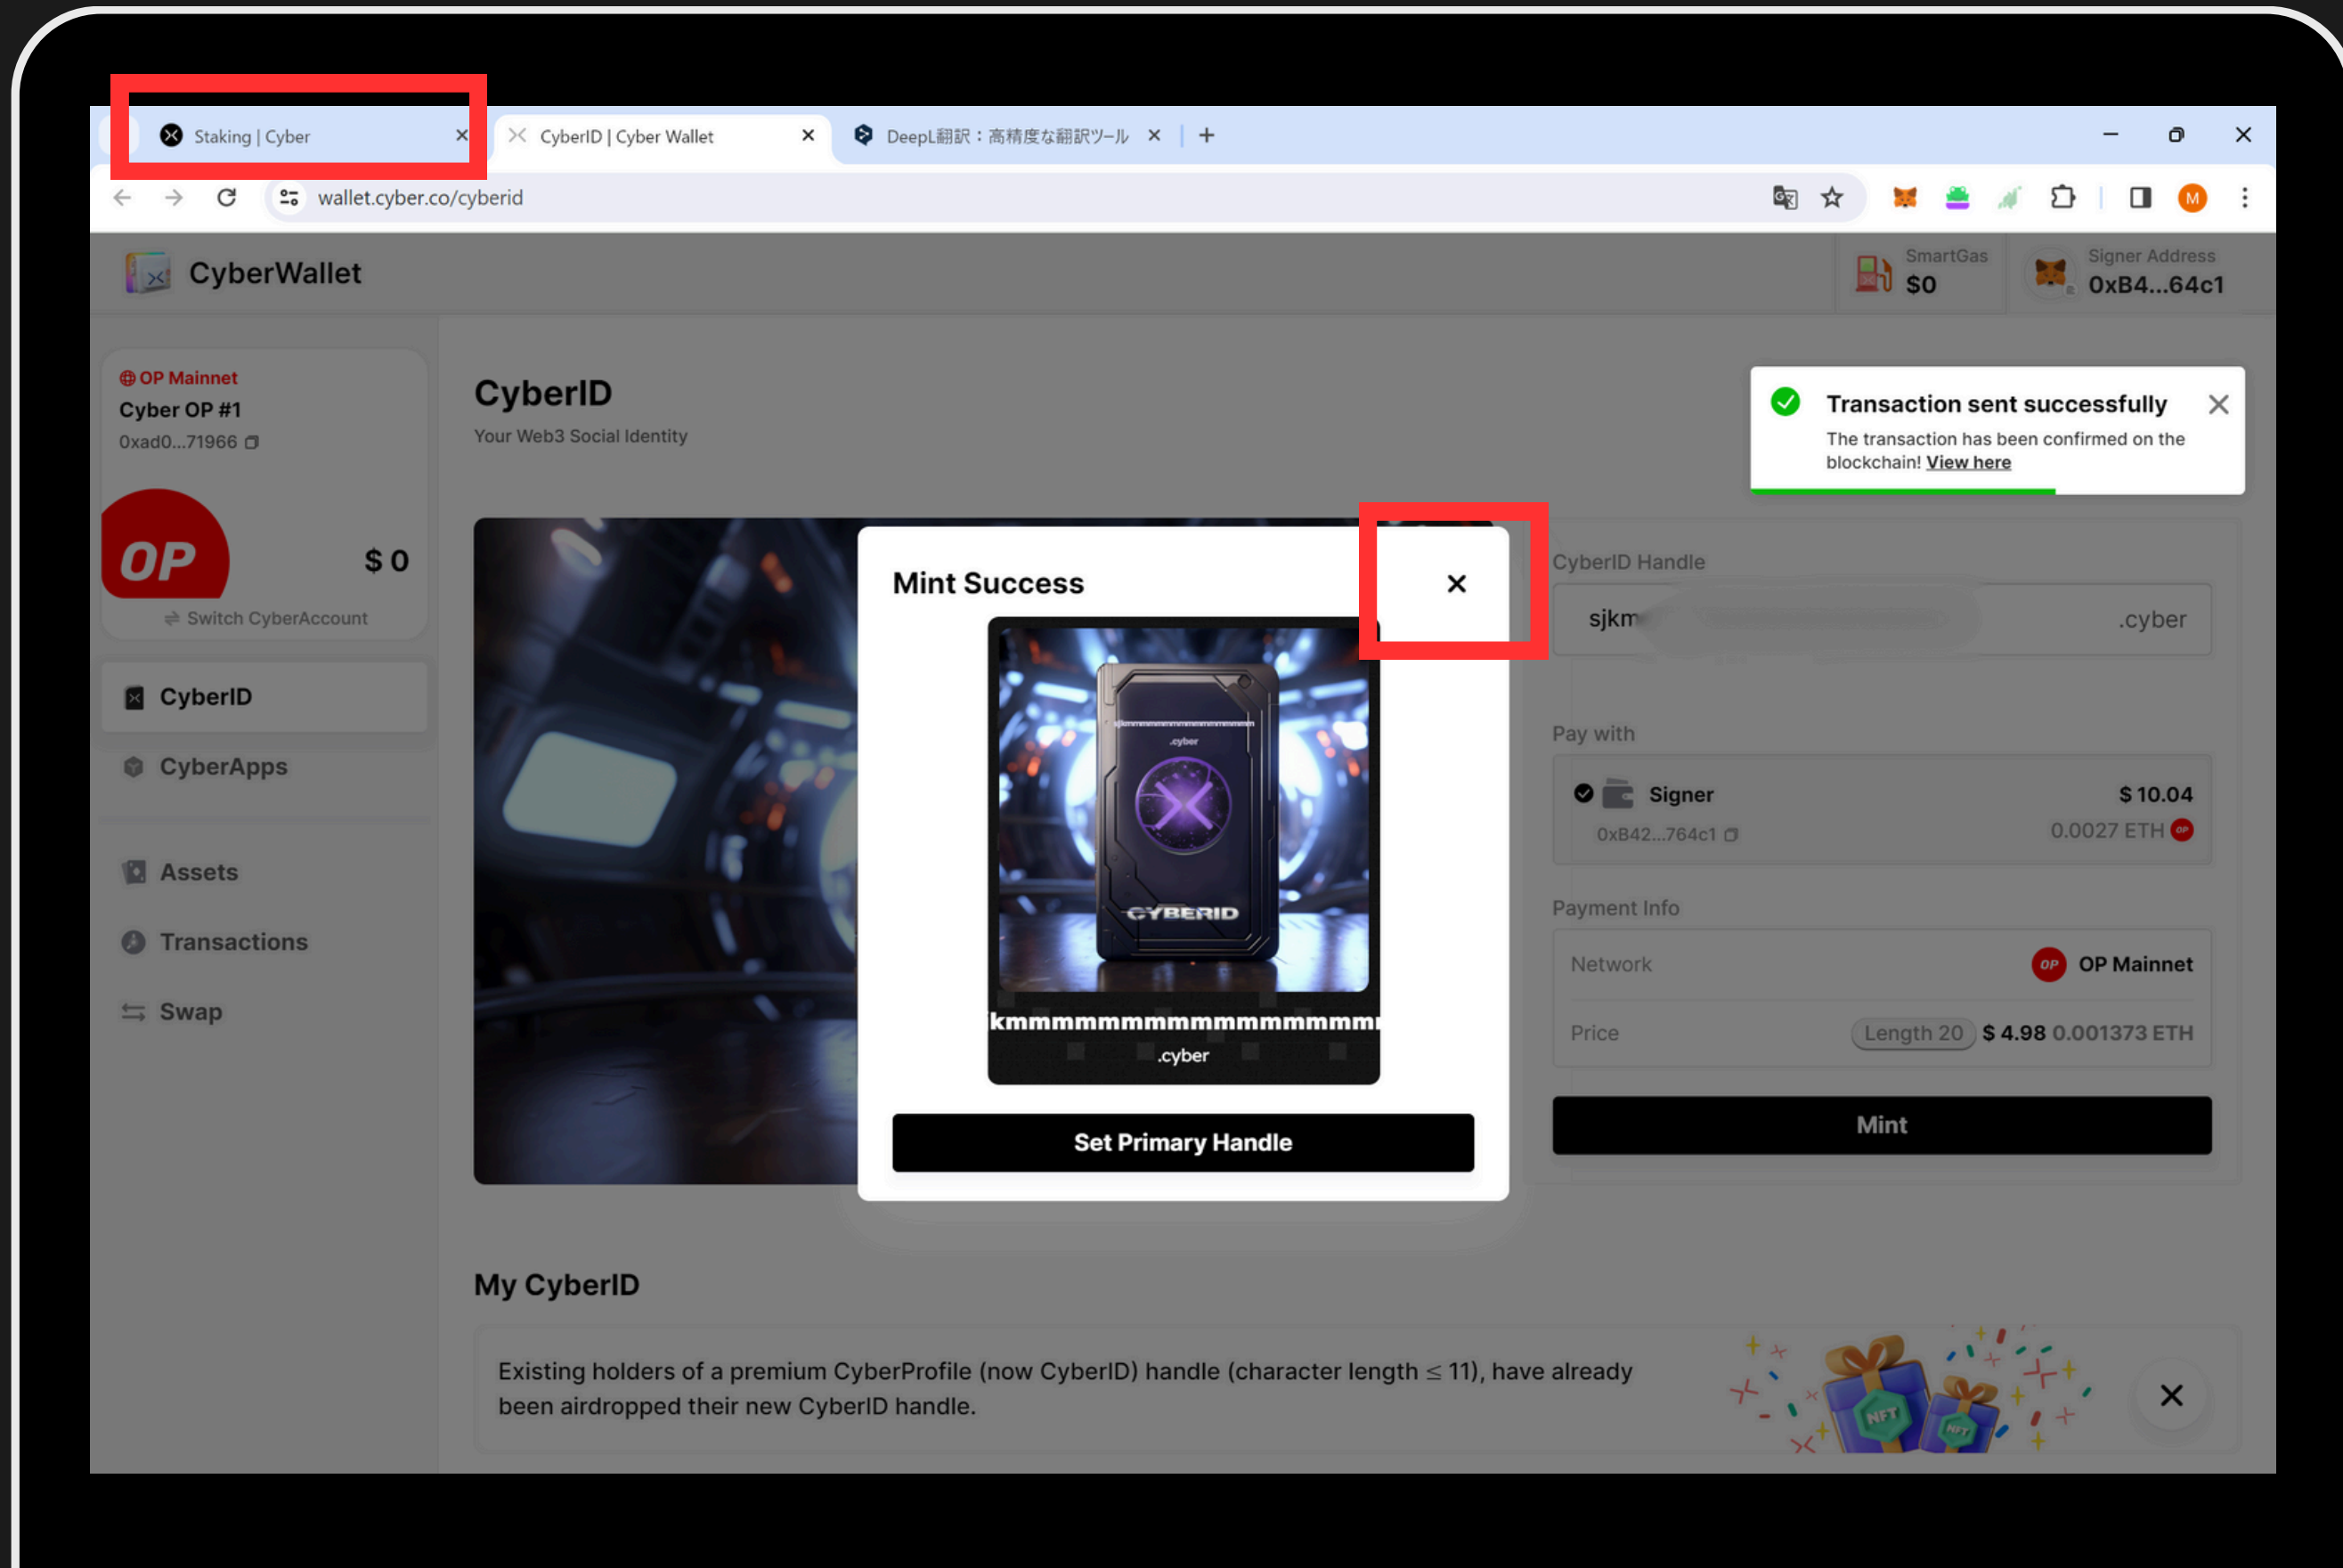 Staking | Cyber
CyberID | Cyber Wallet
DeepL翻訳：高精度な翻訳ツール
wallet.cyber.co/cyberid
M
CyberWallet
SmartGas
$0
Signer Address
0xB4...64c1
OP Mainnet
Cyber OP #1
0xad0...71966
OP
$ 0
Switch CyberAccount
CyberID
CyberApps
Assets
Transactions
Swap
CyberID
Your Web3 Social Identity
Transaction sent successfully
The transaction has been confirmed on the
blockchain! View here
Mint Success
.cyber
CYBERID
.cyber
Set Primary Handle
CyberID Handle
sjkm
.cyber
Pay with
Signer
$ 10.04
0xB42...764c1
0.0027 ETH OP
Payment Info
Network
OP OP Mainnet
Price
Length 20 $ 4.98 0.001373 ETH
Mint
My CyberID
Existing holders of a premium CyberProfile (now CyberID) handle (character length ≤ 11), have already
been airdropped their new CyberID handle.
NFT
NFT